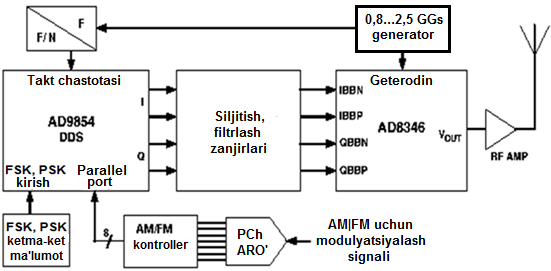 F
F/N
0,8...2,5 GGs
generator
Takt chastotasi
AD9854
DDS
I
Q
FSK, PSK
kirish
Parallel
port
Siljitish,
filtrlash
zanjirlari
Geterodin
IBBN
IBBP
QBBN
QBBP
AD8346
VOUT
RF AMP
FSK, PSK
ketma-ket
ma'lumot
8
AM/FM
kontroller
PCh
ARO'
AM|FM uchun
modulyatsiyalash
signali